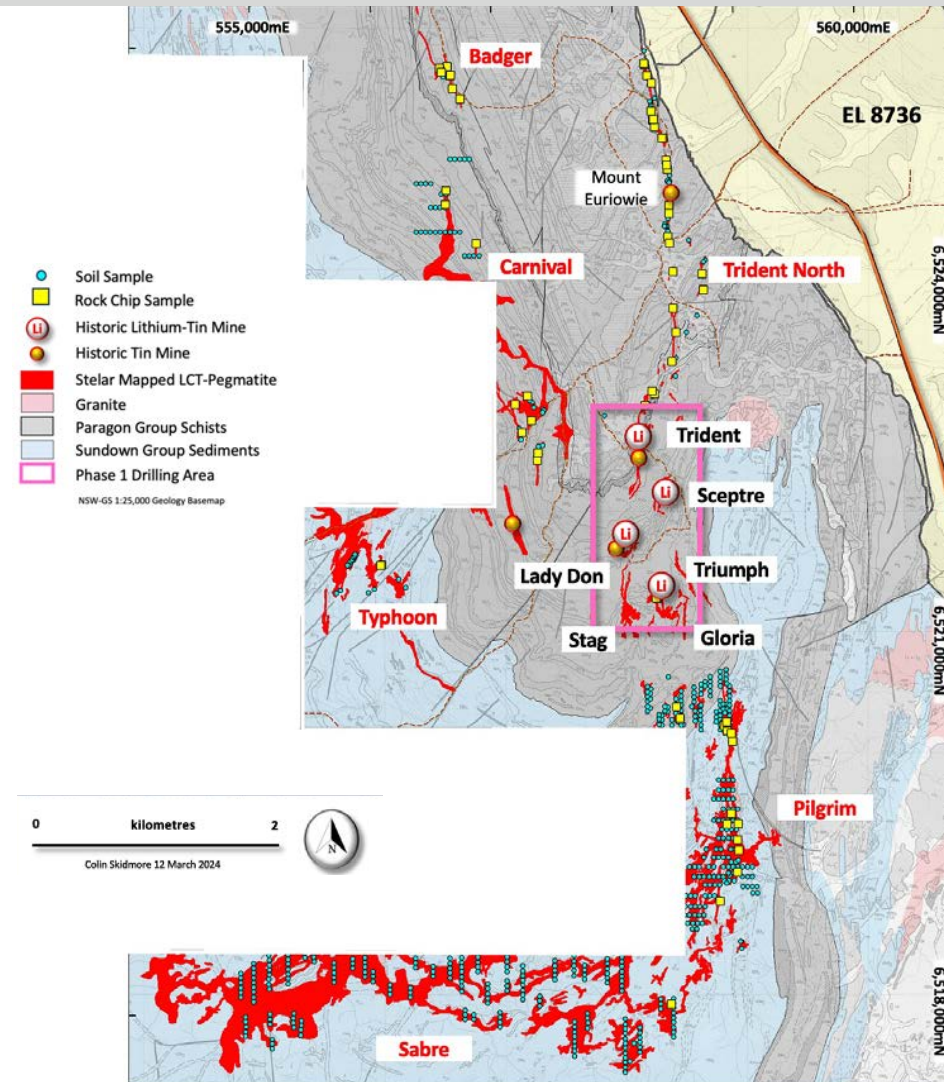 555,000mE
560,000mE
Badger
EL 8736
Mount
Euriowie
Carnival
Trident North
6,524,000mN
Soil Sample
Rock Chip Sample
Li
Historic Lithium-Tin Mine
Historic Tin Mine
Stelar Mapped LCT-Pegmatite
Granite
Paragon Group Schists
Sundown Group Sediments
Phase 1 Drilling Area
NSW-GS 1:25,000 Geology Basemap
Li
Trident
Li
Sceptre
Li
Lady Don
Li
Triumph
Typhoon
Stag
Gloria
6,521,000mN
Pilgrim
0
kilometres
2
N
Colin Skidmore 12 March 2024
6,518,000mN
Sabre